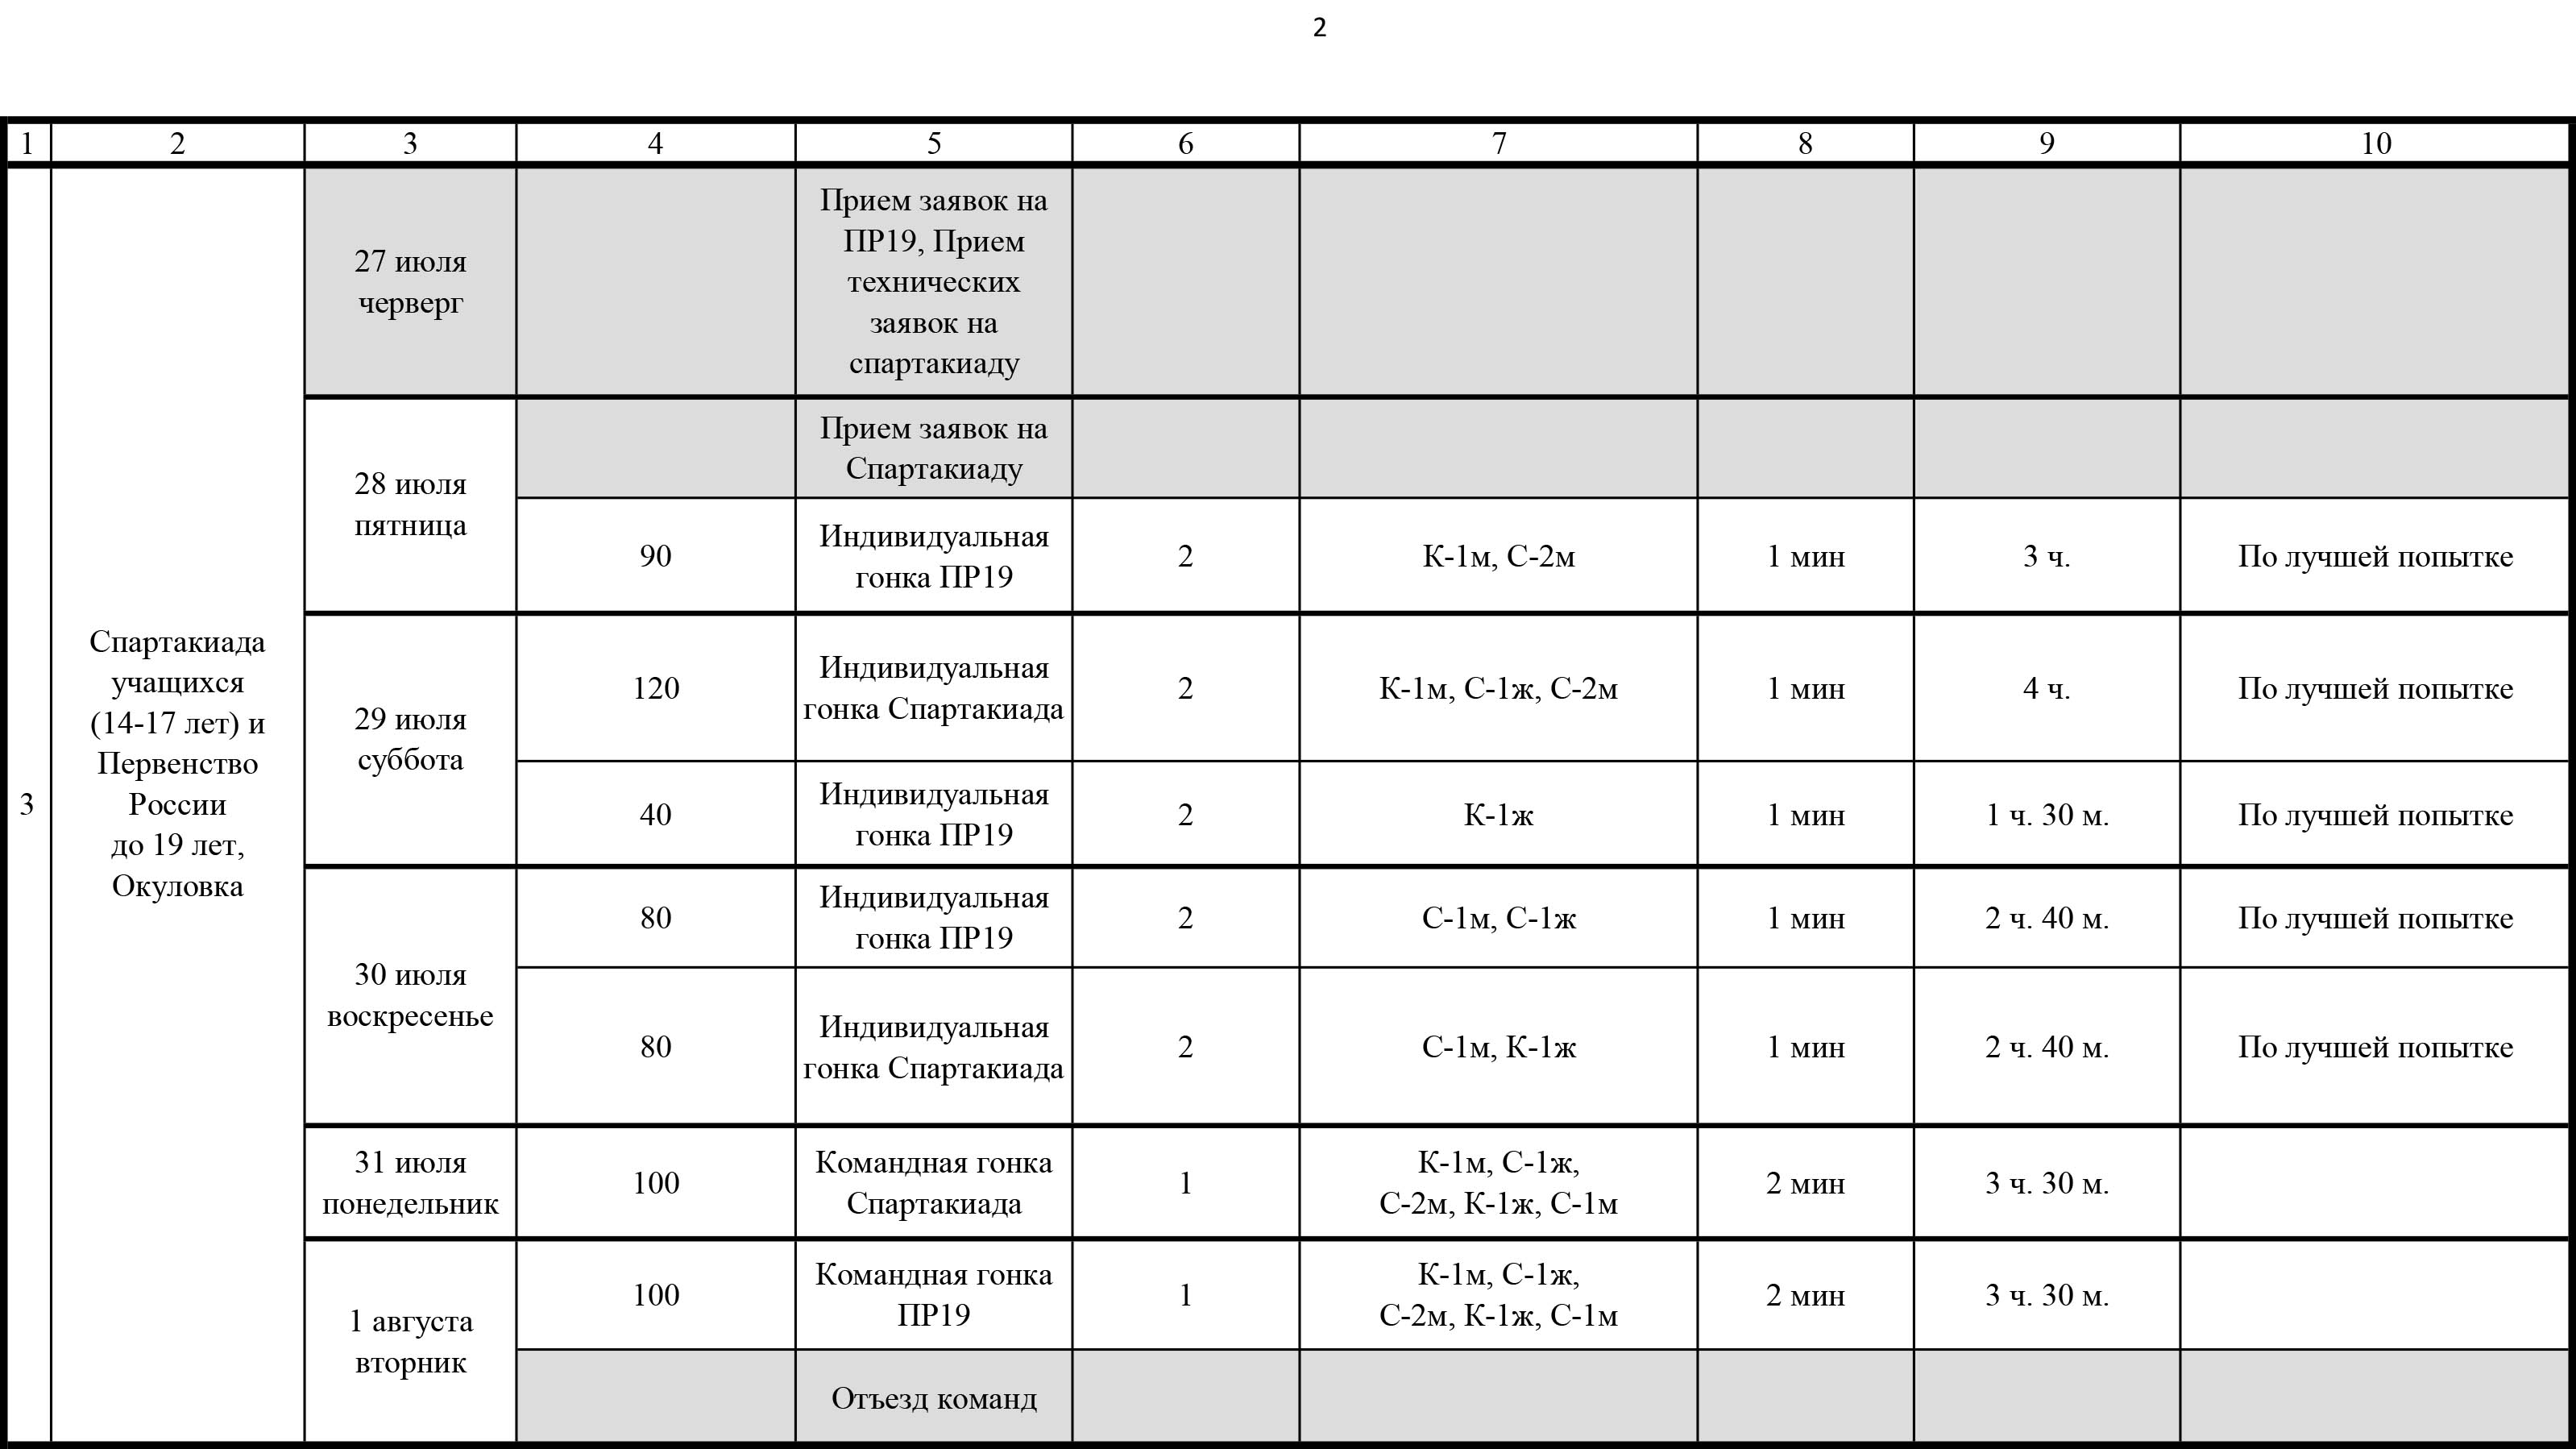 2
1 2 3 4 5 6 7 8 9 10
3
Спартакиада
учащихся
(14-17 лет) и
Первенство
России
до 19 лет,
Окуловка
27 июля
черверг
Прием заявок на
ПР19, Прием
технических
заявок на
спартакиаду
28 июля
пятница
Прием заявок на
Спартакиаду
90
Индивидуальная
гонка ПР19
2
К-1м, С-2м
1 мин
3 ч.
По лучшей попытке
29 июля
суббота
120
Индивидуальная
гонка Спартакиада
2
К-1м, С-1ж, С-2м
1 мин
4 ч.
По лучшей попытке
40
Индивидуальная
гонка ПР19
2
К-1ж
1 мин
1 ч. 30 м.
По лучшей попытке
30 июля
воскресенье
80
Индивидуальная
гонка ПР19
2
С-1м, С-1ж
1 мин
2 ч. 40 м.
По лучшей попытке
80
Индивидуальная
гонка Спартакиада
2
С-1м, К-1ж
1 мин
2 ч. 40 м.
По лучшей попытке
31 июля
понедельник
100
Командная гонка
Спартакиада
1
К-1м, С-1ж,
С-2м, К-1ж, С-1м
2 мин
3 ч. 30 м.
1 августа
вторник
100
Командная гонка
ПР19
1
К-1м, С-1ж,
С-2м, К-1ж, С-1м
2 мин
3 ч. 30 м.
Отъезд команд